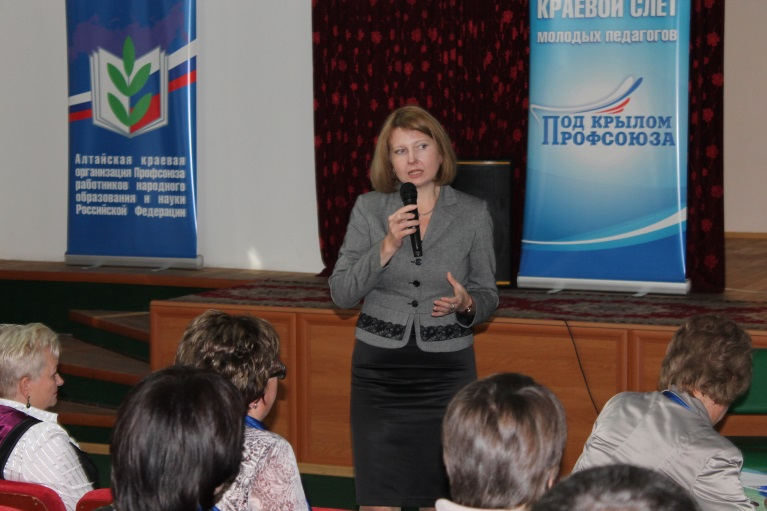 Алтайская краевая
организация Профсоюза
работников народного
образования и науки
Российской Федерации
КРАЕВОЙ СЛЕТ
молодых педагогов
Под крылом
Профсоюза